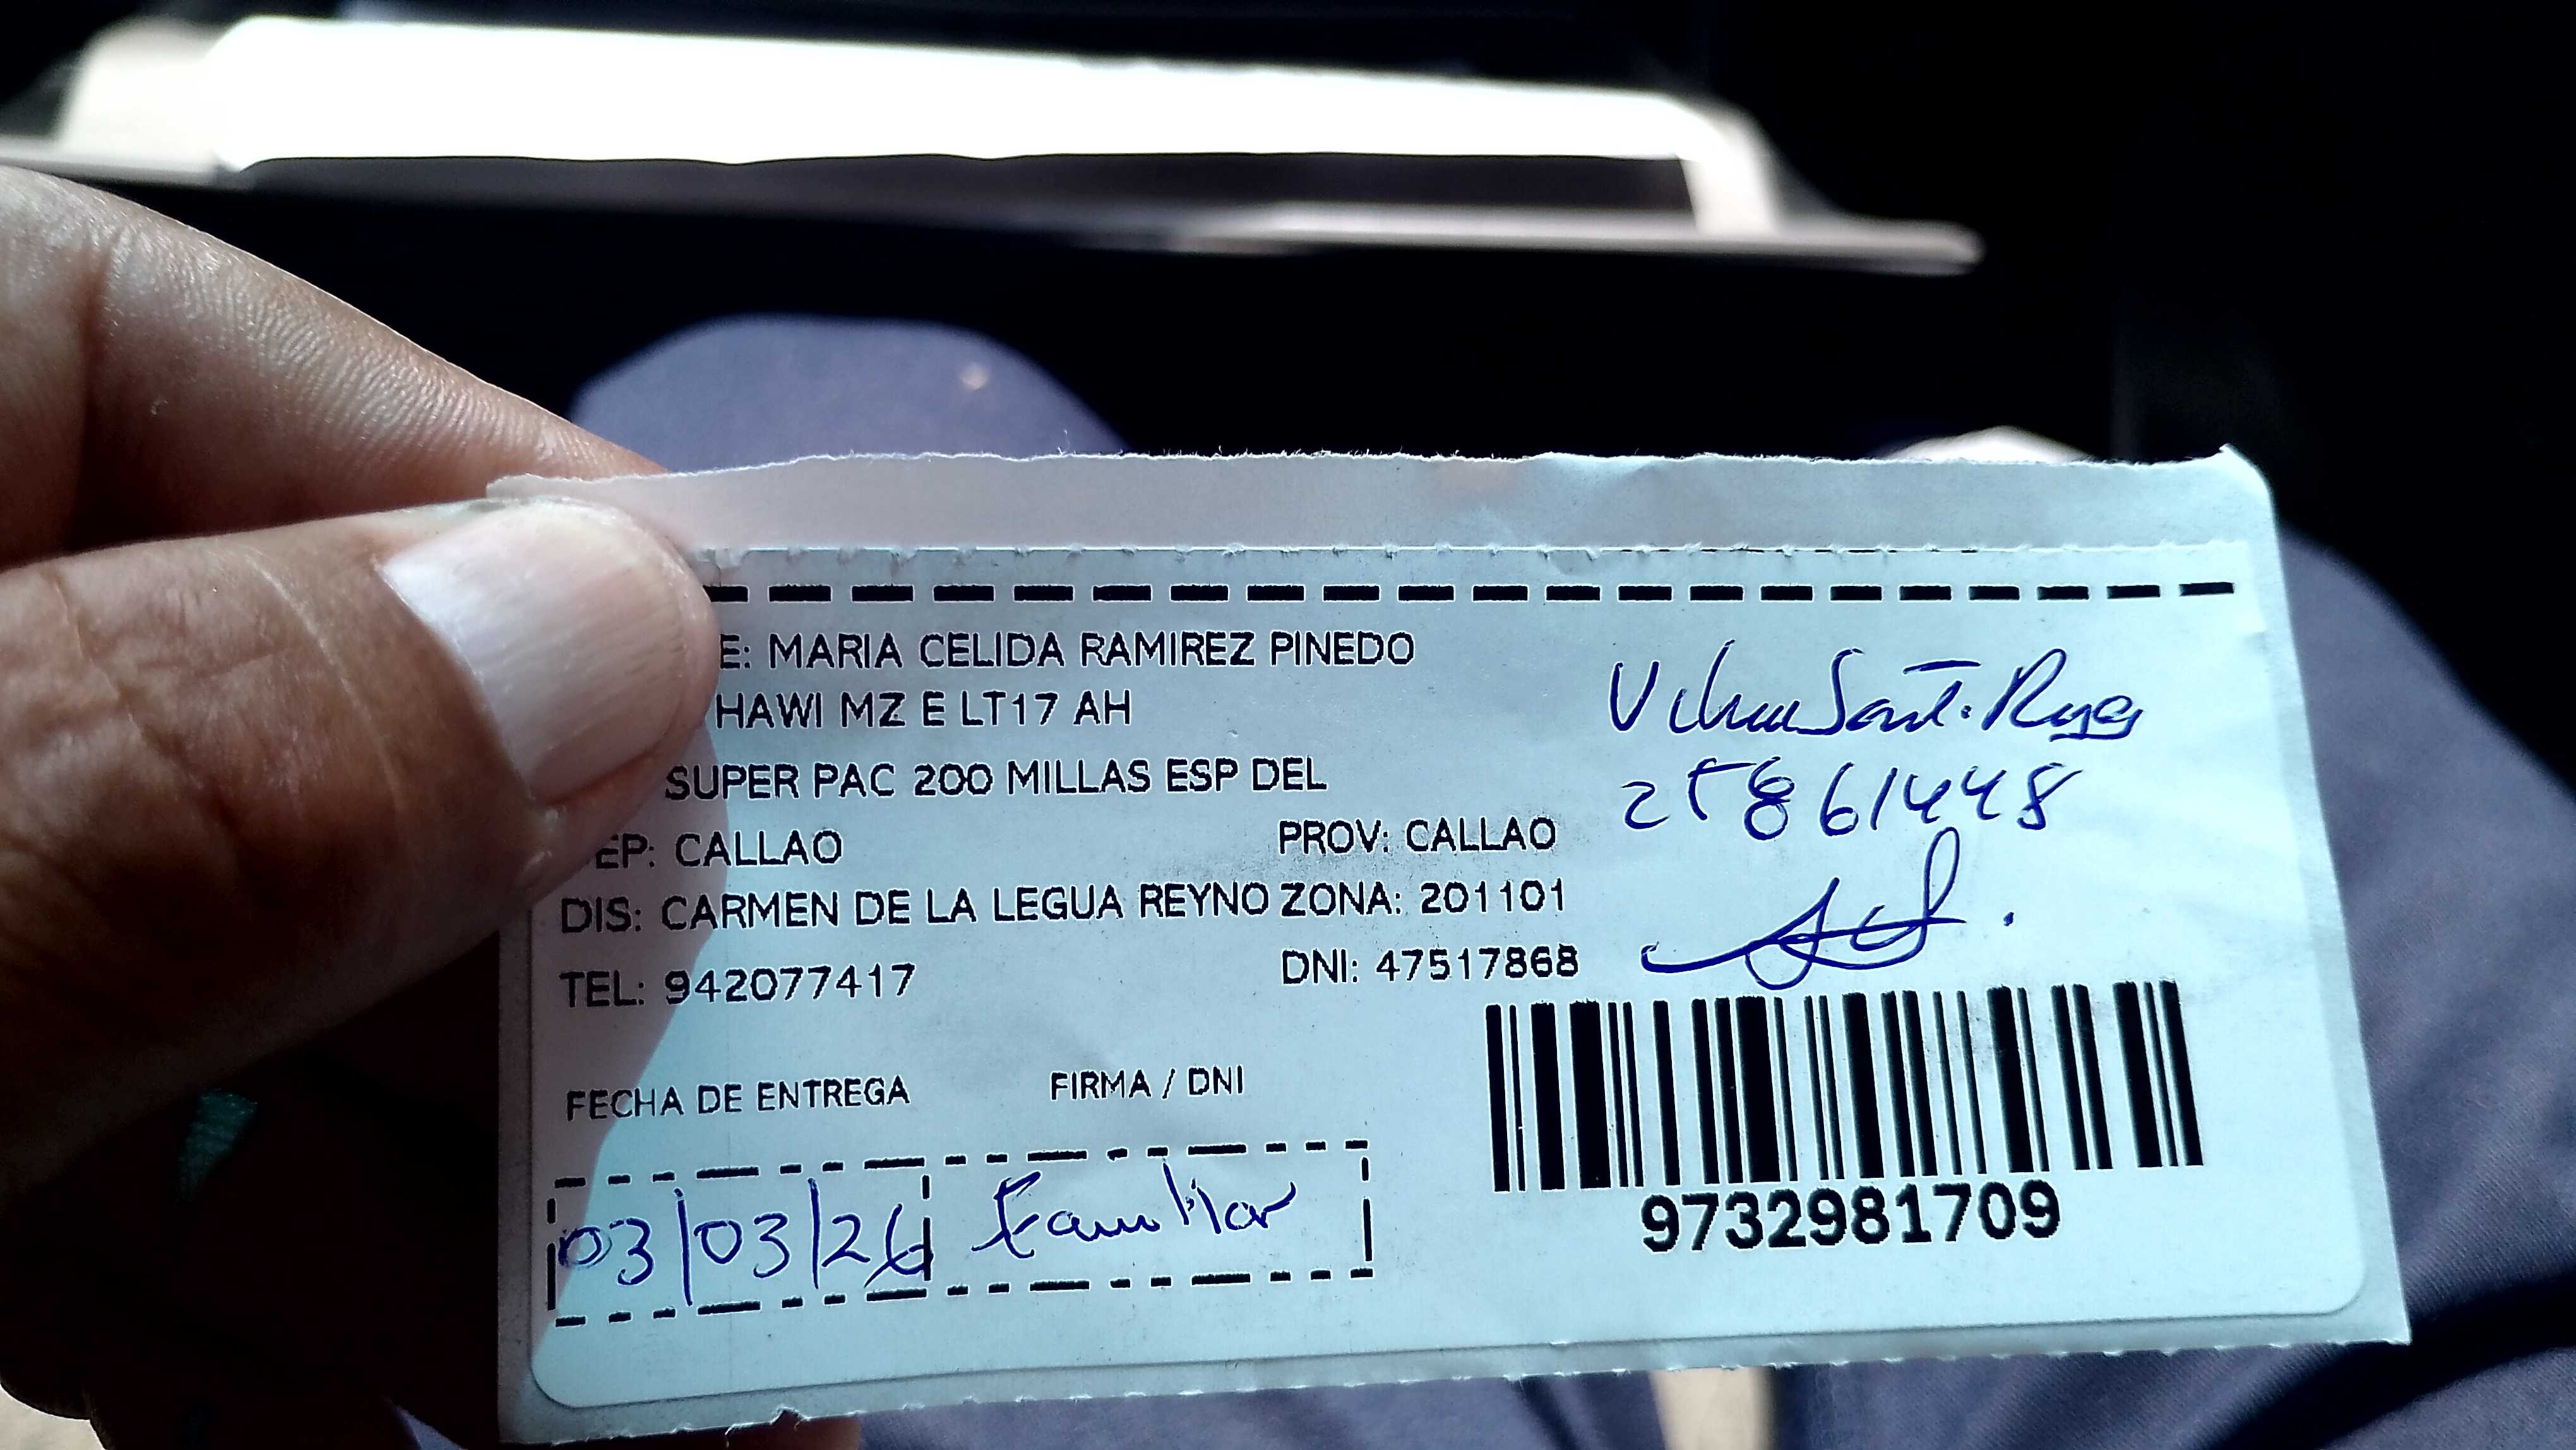 E: MARIA CELIDA RAMIREZ PINEDO
HAWI MZ E LT17 AH
SUPER PAC 200 MILLAS ESP DEL
EP: CALLAO PROV: CALLAO
DIS: CARMEN DE LA LEGUA REYNO ZONA: 201101
TEL: 942077417 DNI: 47517868
25861448
FECHA DE ENTREGA FIRMA / DNI
03/03/26 Familiar
9732981709